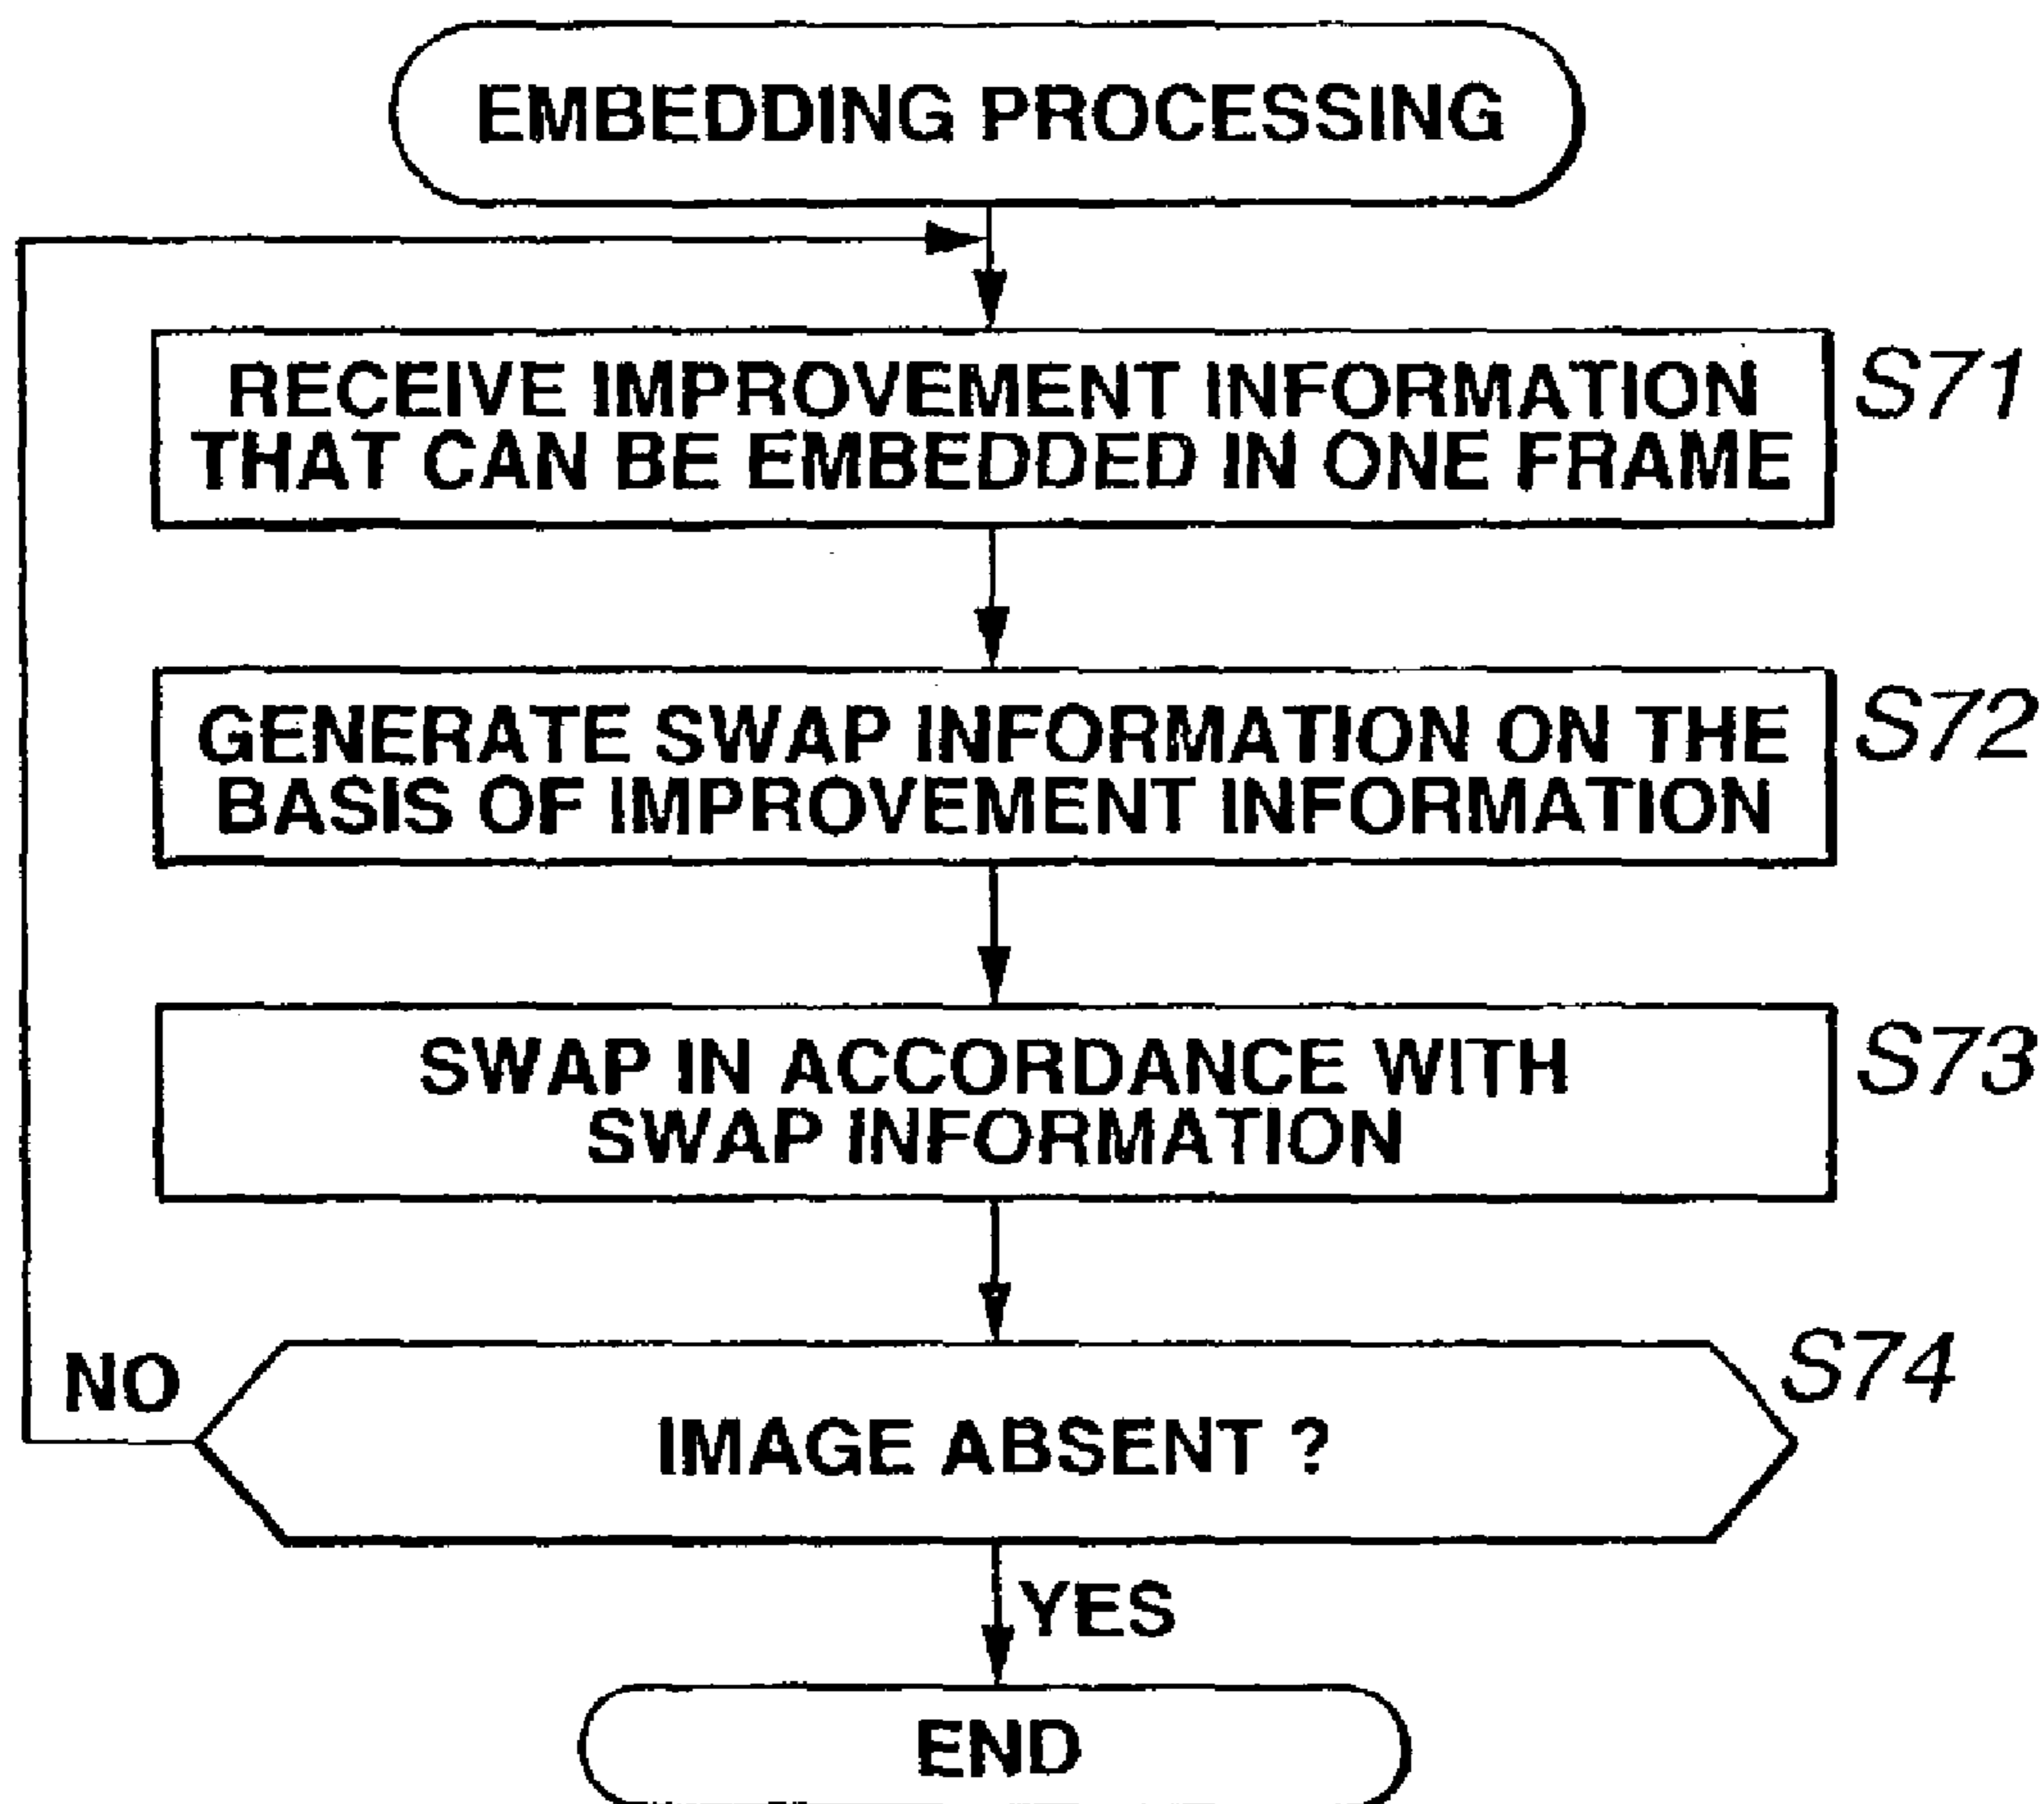 EMBEDDING PROCESSING
RECEIVE IMPROVEMENT INFORMATION
THAT CAN BE EMBEDDED IN ONE FRAME
S71
GENERATE SWAP INFORMATION ON THE
BASIS OF IMPROVEMENT INFORMATION
S72
SWAP IN ACCORDANCE WITH
SWAP INFORMATION
S73
NO
IMAGE ABSENT ?
S74
YES
END